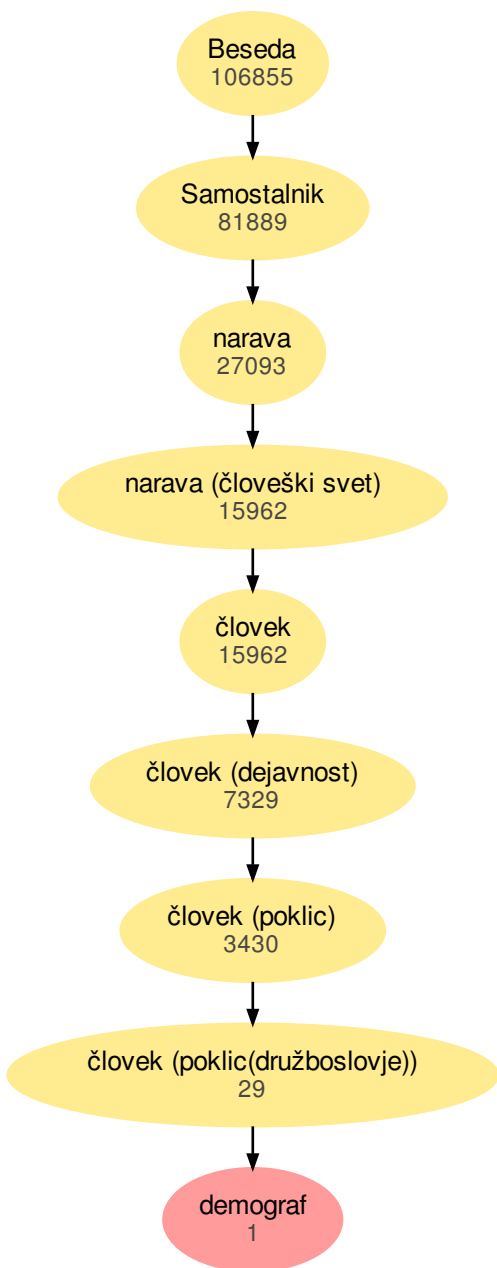 Beseda
106855
Samostalnik
81889
narava
27093
narava (človeški svet)
15962
človek
15962
človek (dejavnost)
7329
človek (poklic)
3430
človek (poklic(družboslovje))
29
demograf
1